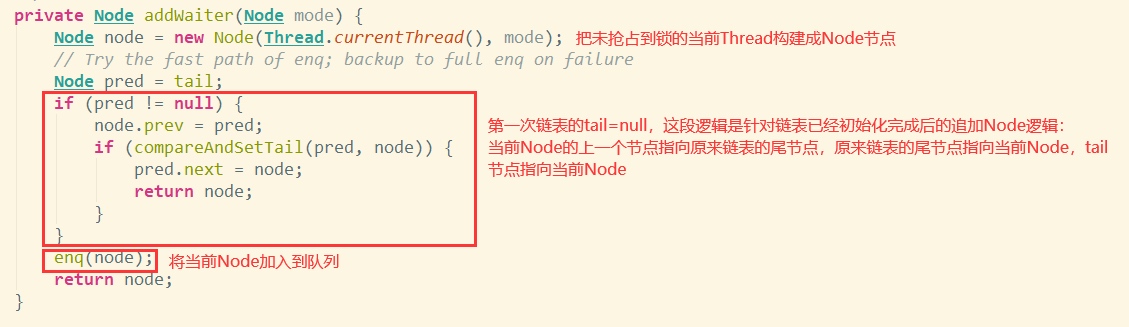 private Node addWaiter(Node mode) {
Node node = new Node(Thread.currentThread(), mode); 把未抢占到锁的当前Thread构建成Node节点
// Try the fast path of enq; backup to full enq on failure
Node pred = tail;
if (pred != null) {
node.prev = pred; 第一次链表的tail=null，这段逻辑是针对链表已经初始化完成后的追加Node逻辑：
if (compareAndSetTail(pred, node)) { 当前Node的上一个节点指向原来链表的尾节点，原来链表的尾节点指向当前Node，tail
pred.next = node; 节点指向当前Node
return node;
}
}
enq(node); 将当前Node加入到队列
return node;
}